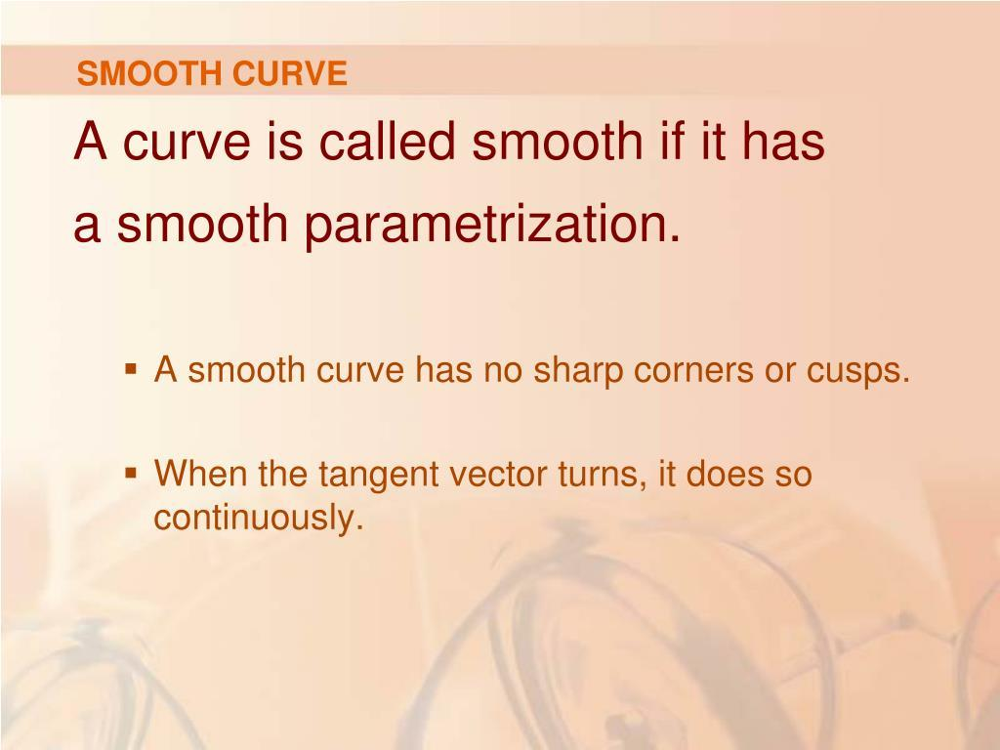 SMOOTH CURVE
A curve is called smooth if it has
a smooth parametrization.
▪ A smooth curve has no sharp corners or cusps.
▪ When the tangent vector turns, it does so
continuously.